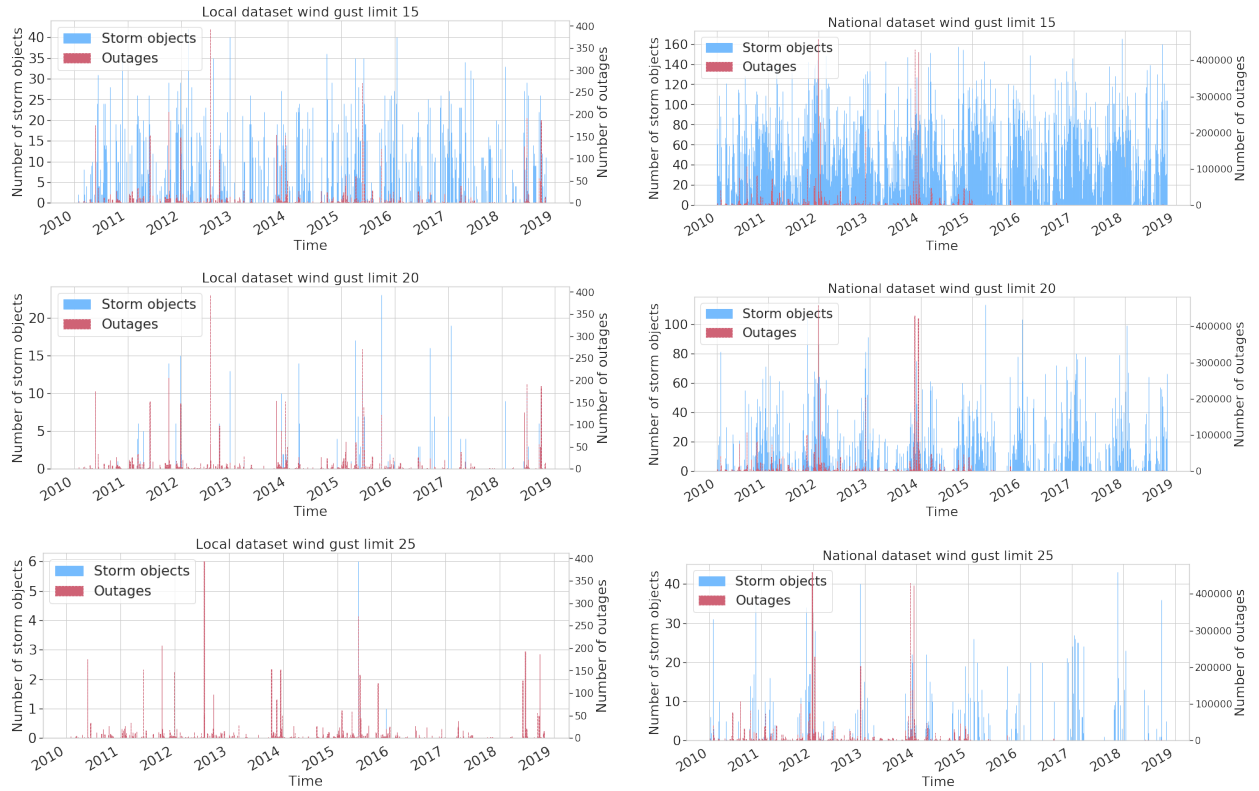 Local dataset wind gust limit 15
Number of storm objects
40
35
30
25
20
15
10
5
0
Storm objects
Outages
400
350
300
250
200
150
100
50
0
Number of outages
2010 2011 2012 2013 2014 2015 2016 2017 2018 2019
Time
National dataset wind gust limit 15
Number of storm objects
160
140
120
100
80
60
40
20
0
Storm objects
Outages
400000
300000
200000
100000
0
Number of outages
2010 2011 2012 2013 2014 2015 2016 2017 2018 2019
Time
Local dataset wind gust limit 20
Number of storm objects
20
15
10
5
0
Storm objects
Outages
400
350
300
250
200
150
100
50
0
Number of outages
2010 2011 2012 2013 2014 2015 2016 2017 2018 2019
Time
National dataset wind gust limit 20
Number of storm objects
100
80
60
40
20
0
Storm objects
Outages
400000
300000
200000
100000
0
Number of outages
2010 2011 2012 2013 2014 2015 2016 2017 2018 2019
Time
Local dataset wind gust limit 25
Number of storm objects
6
5
4
3
2
1
0
Storm objects
Outages
400
350
300
250
200
150
100
50
0
Number of outages
2010 2011 2012 2013 2014 2015 2016 2017 2018 2019
Time
National dataset wind gust limit 25
Number of storm objects
40
30
20
10
0
Storm objects
Outages
400000
300000
200000
100000
0
Number of outages
2010 2011 2012 2013 2014 2015 2016 2017 2018 2019
Time